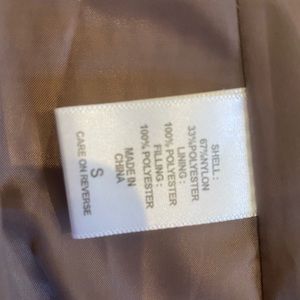 SHELL :
67%NYLON
33%POLYESTER
LINING :
100% POLYESTER
FILLING :
100% POLYESTER
MADE IN
CHINA
S
CARE ON REVERSE